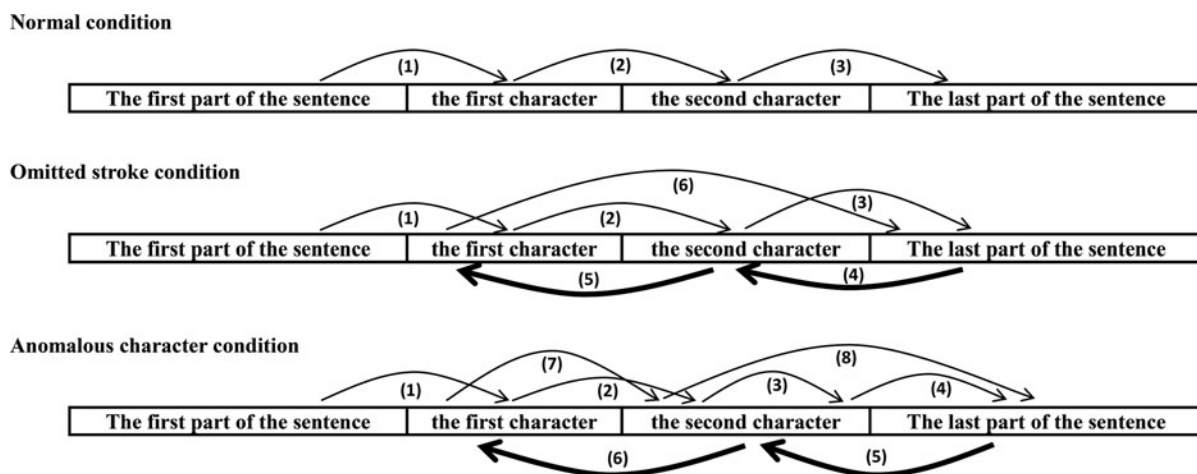 Normal condition
(1) (2) (3)
The first part of the sentence the first character the second character The last part of the sentence
Omitted stroke condition
(6)
(1) (2) (3)
The first part of the sentence the first character the second character The last part of the sentence
(5) (4)
Anomalous character condition
(7) (8)
(1) (2) (3) (4)
The first part of the sentence the first character the second character The last part of the sentence
(6) (5)